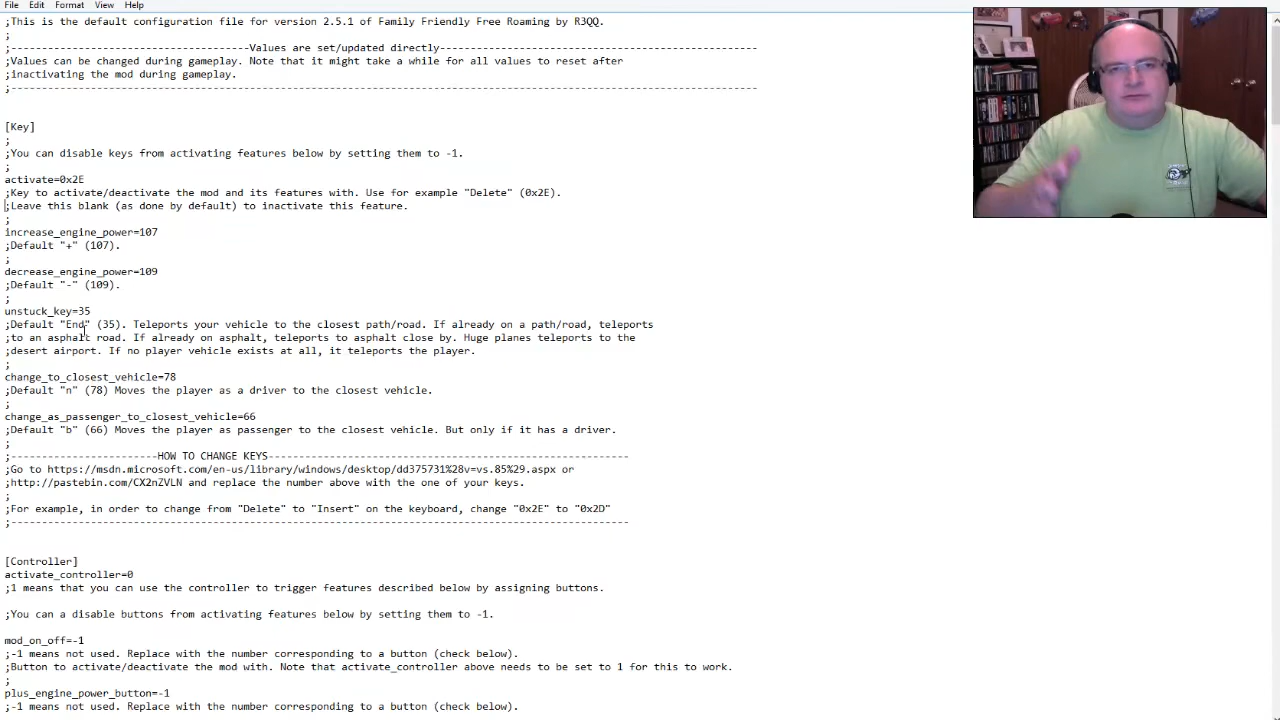 File Edit Format View Help
;This is the default configuration file for version 2.51b of Family Friendly Free Roaming by R3QQ.
;
;---------------------------------------Values are set/updated directly----------------------------------------------------
;Values can be changed during gameplay. Note that it might take a while for all values to reset after
;inactivating the mod during gameplay.
;---------------------------------------------------------------------------------------------------------------------------
[Key]
;
;You can disable keys from activating features below by setting them to -1.
;
activate=0x2E
;Key to activate/deactivate the mod and its features with. Use for example "Delete" (0x2E).
;Leave this blank (as done by default) to inactivate this feature.
;
increase_engine_power=107
;Default "+" (107).
;
decrease_engine_power=109
;Default "-" (109).
;
unstuck_key=35
;Default "End" (35). Teleports your vehicle to the closest path/road. If already on a path/road, teleports
;to an asphalt road. If already on asphalt, teleports to asphalt close by. Huge planes teleports to the
;desert airport. If no player vehicle exists at all, it teleports the player.
;
change_to_closest_vehicle=78
;Default "n" (78) Moves the player as a driver to the closest vehicle.
;
change_as_passenger_to_closest_vehicle=66
;Default "b" (66) Moves the player as passenger to the closest vehicle. But only if it has a driver.
;
;------------------------HOW TO CHANGE KEYS-----------------------------------------------------------
;Go to https://msdn.microsoft.com/en-us/library/windows/desktop/dd375731%28v=vs.85%29.aspx or
;http://pastebin.com/CX2nZVLN and replace the number above with the one of your keys.
;
;For example, in order to change from "Delete" to "Insert" on the keyboard, change "0x2E" to "0x2D"
;------------------------------------------------------------------------------------------------------
[Controller]
activate_controller=0
;1 means that you can use the controller to trigger features described below by assigning buttons.
;You can a disable buttons from activating features below by setting them to -1.
mod_on_off=-1
;-1 means not used. Replace with the number corresponding to a button (check below).
;Button to activate/deactivate the mod with. Note that activate_controller above needs to be set to 1 for this to work.
;
plus_engine_power_button=-1
;-1 means not used. Replace with the number corresponding to a button (check below).